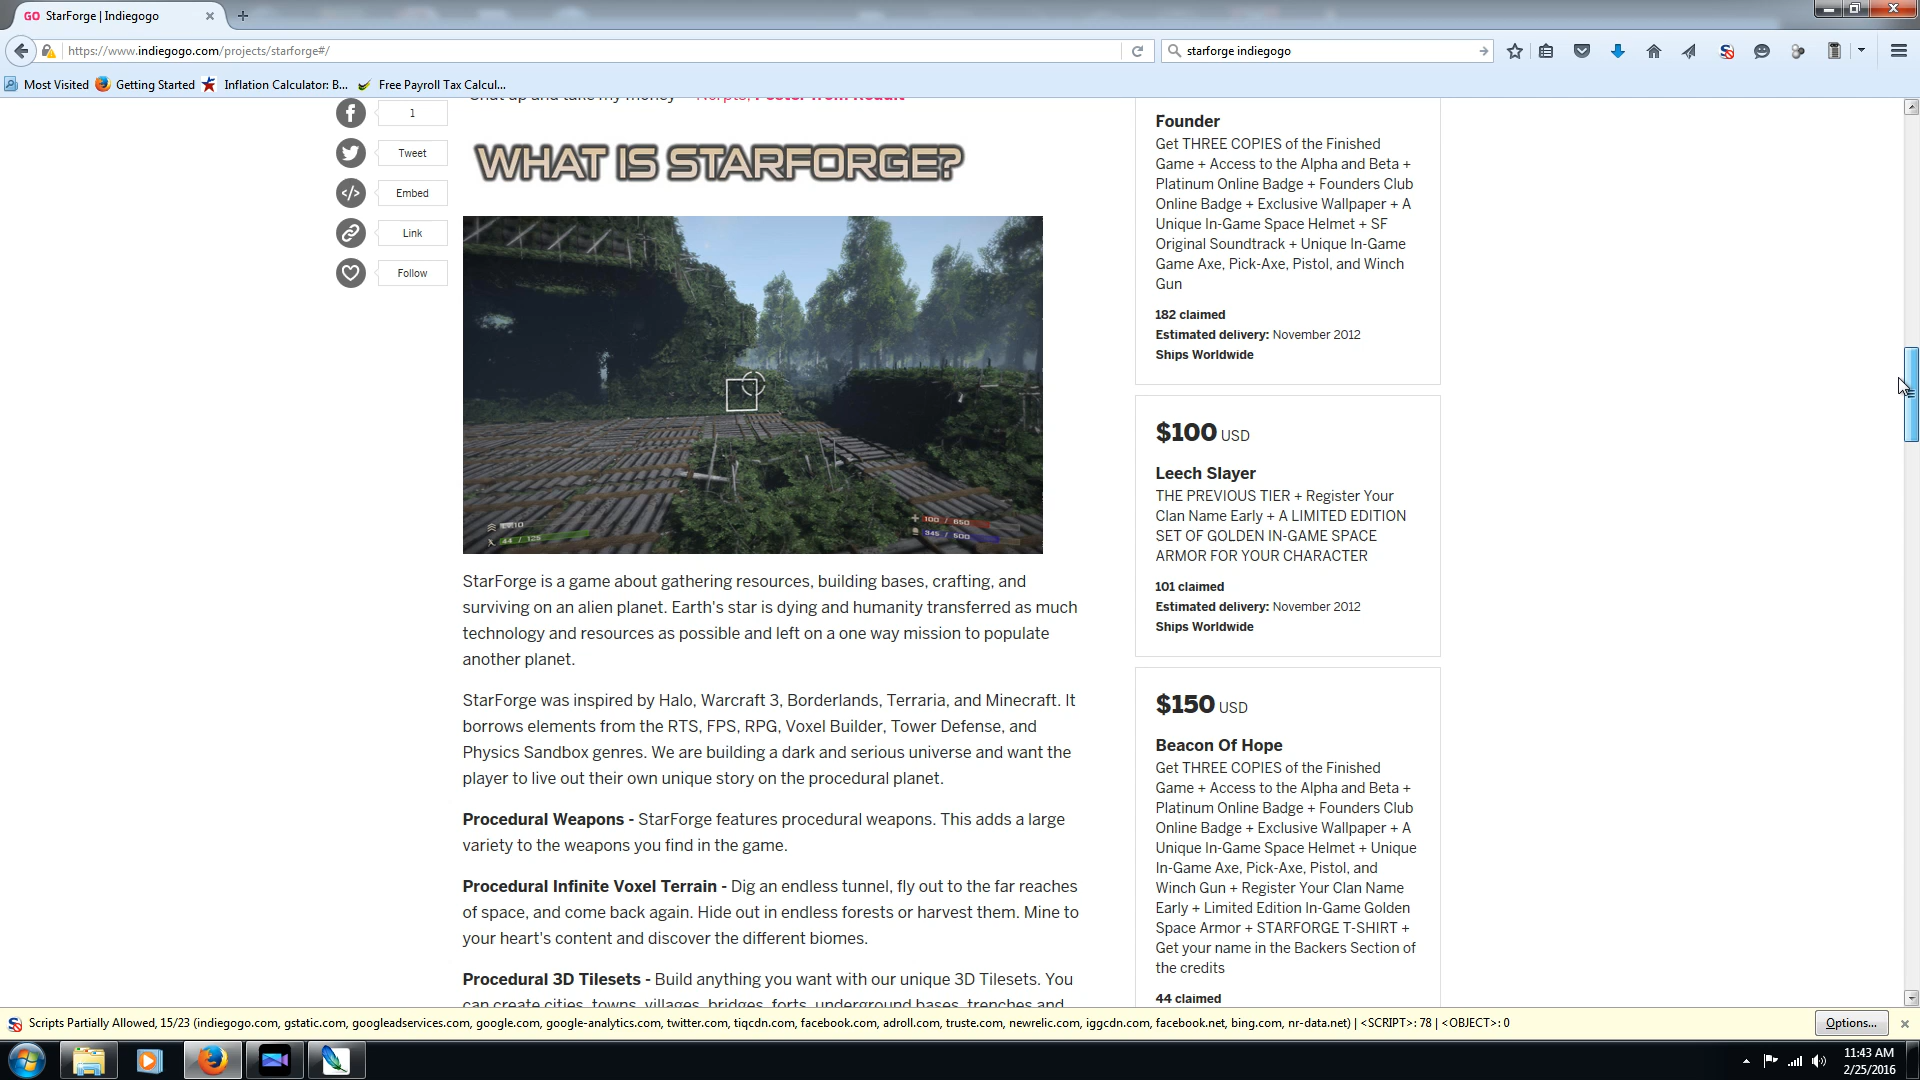 GO StarForge | Indiegogo
https://www.indiegogo.com/projects/starforge#/
starforge indiegogo
Most Visited
Getting Started
Inflation Calculator: B...
Free Payroll Tax Calcul...
1
Tweet
Embed
Link
Follow
WHAT IS STARFORGE?
44 / 125
100 / 650
345 / 500
StarForge is a game about gathering resources, building bases, crafting, and
surviving on an alien planet. Earth's star is dying and humanity transferred as much
technology and resources as possible and left on a one way mission to populate
another planet.
StarForge was inspired by Halo, Warcraft 3, Borderlands, Terraria, and Minecraft. It
borrows elements from the RTS, FPS, RPG, Voxel Builder, Tower Defense, and
Physics Sandbox genres. We are building a dark and serious universe and want the
player to live out their own unique story on the procedural planet.
Procedural Weapons - StarForge features procedural weapons. This adds a large
variety to the weapons you find in the game.
Procedural Infinite Voxel Terrain - Dig an endless tunnel, fly out to the far reaches
of space, and come back again. Hide out in endless forests or harvest them. Mine to
your heart's content and discover the different biomes.
Procedural 3D Tilesets - Build anything you want with our unique 3D Tilesets. You
can create cities, towns, villages, bridges, forts, underground bases, trenches and
Founder
Get THREE COPIES of the Finished
Game + Access to the Alpha and Beta +
Platinum Online Badge + Founders Club
Online Badge + Exclusive Wallpaper + A
Unique In-Game Space Helmet + SF
Original Soundtrack + Unique In-Game
Game Axe, Pick-Axe, Pistol, and Winch
Gun
182 claimed
Estimated delivery: November 2012
Ships Worldwide
$100 USD
Leech Slayer
THE PREVIOUS TIER + Register Your
Clan Name Early + A LIMITED EDITION
SET OF GOLDEN IN-GAME SPACE
ARMOR FOR YOUR CHARACTER
101 claimed
Estimated delivery: November 2012
Ships Worldwide
$150 USD
Beacon Of Hope
Get THREE COPIES of the Finished
Game + Access to the Alpha and Beta +
Platinum Online Badge + Founders Club
Online Badge + Exclusive Wallpaper + A
Unique In-Game Space Helmet + Unique
In-Game Axe, Pick-Axe, Pistol, and
Winch Gun + Register Your Clan Name
Early + Limited Edition In-Game Golden
Space Armor + STARFORGE T-SHIRT +
Get your name in the Backers Section of
the credits
44 claimed
Scripts Partially Allowed, 15/23 (indiegogo.com, gstatic.com, googleadservices.com, google.com, google-analytics.com, twitter.com, tiqcdn.com, facebook.com, adroll.com, truste.com, newrelic.com, iggcdn.com, facebook.net, bing.com, nr-data.net) | <SCRIPT>: 78 | <OBJECT>: 0
Options...
11:43 AM
2/25/2016